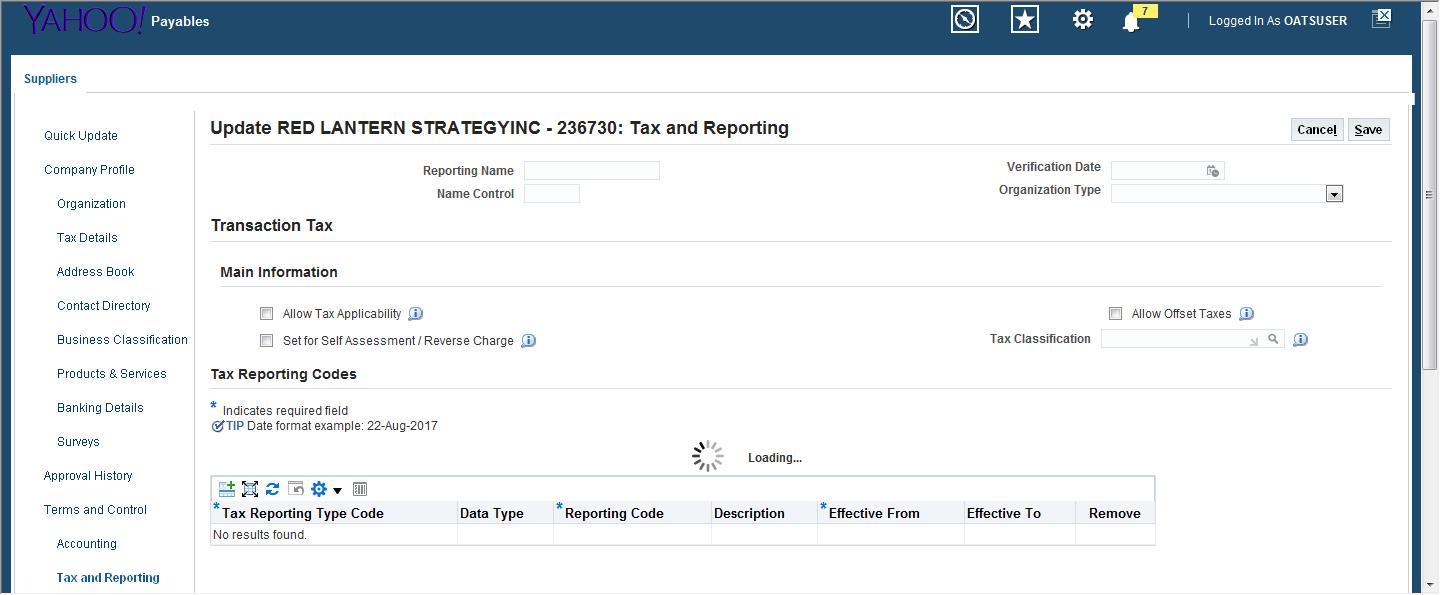 YAHOO! Payables
7
Logged In As OATSUSER
Suppliers
Quick Update
Company Profile
Organization
Tax Details
Address Book
Contact Directory
Business Classification
Products & Services
Banking Details
Surveys
Approval History
Terms and Control
Accounting
Tax and Reporting
Update RED LANTERN STRATEGYINC - 236730: Tax and Reporting
Cancel Save
Reporting Name
Name Control
Verification Date
Organization Type
Transaction Tax
Main Information
Allow Tax Applicability
Set for Self Assessment / Reverse Charge
Allow Offset Taxes
Tax Classification
Tax Reporting Codes
* Indicates required field
TIP Date format example: 22-Aug-2017
Loading...
* Tax Reporting Type Code Data Type * Reporting Code Description * Effective From Effective To Remove
No results found.